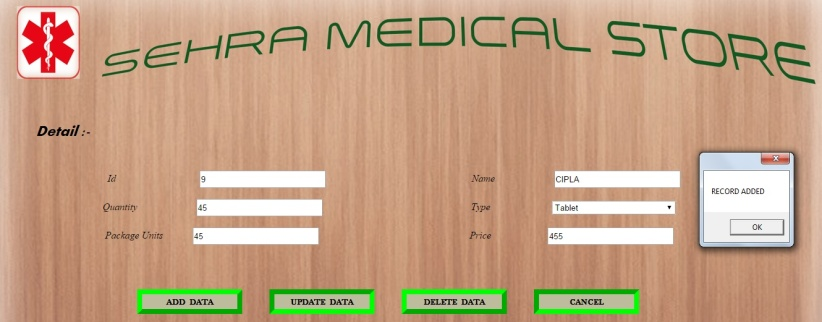 SEHRA MEDICAL STORE
Detail :-
Id 9 Name CIPLA
Quantity 45 Type Tablet
Package Units 45 Price 455
RECORD ADDED
OK
ADD DATA UPDATE DATA DELETE DATA CANCEL